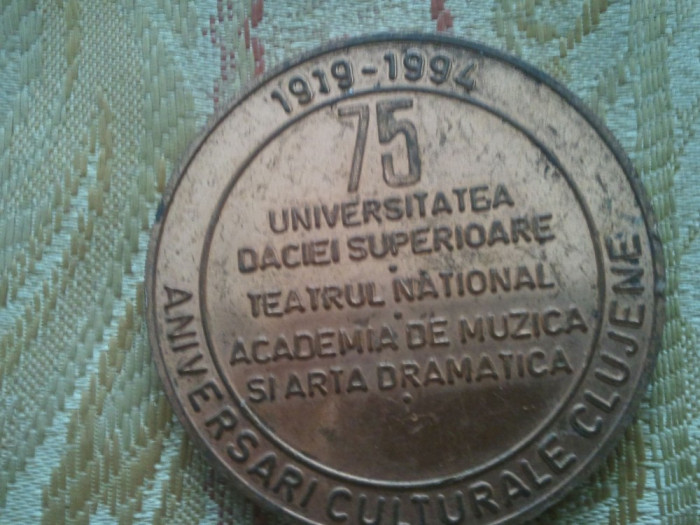 1919-1994
75
UNIVERSITATEA
DACIEI SUPERIOARE
TEATRUL NATIONAL
ACADEMIA DE MUZICA
SI ARTA DRAMATICA
ANIVERSARI CULTURALE CLUJENE